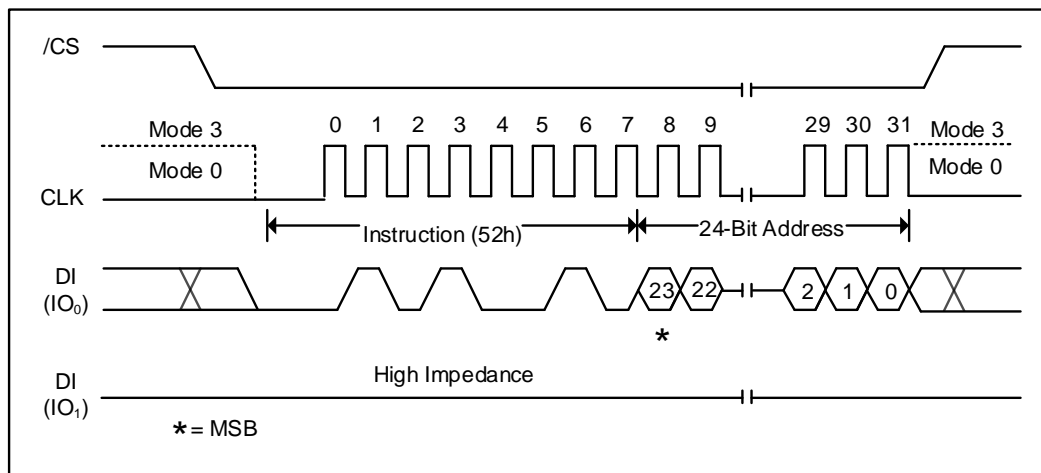 /CS
Mode 3
Mode 0
CLK
0 1 2 3 4 5 6 7 8 9 29 30 31
Mode 3
Mode 0
Instruction (52h)
24-Bit Address
DI
(IO₀)
23 22 2 1 0
*
DI
(IO₁)
High Impedance
* = MSB